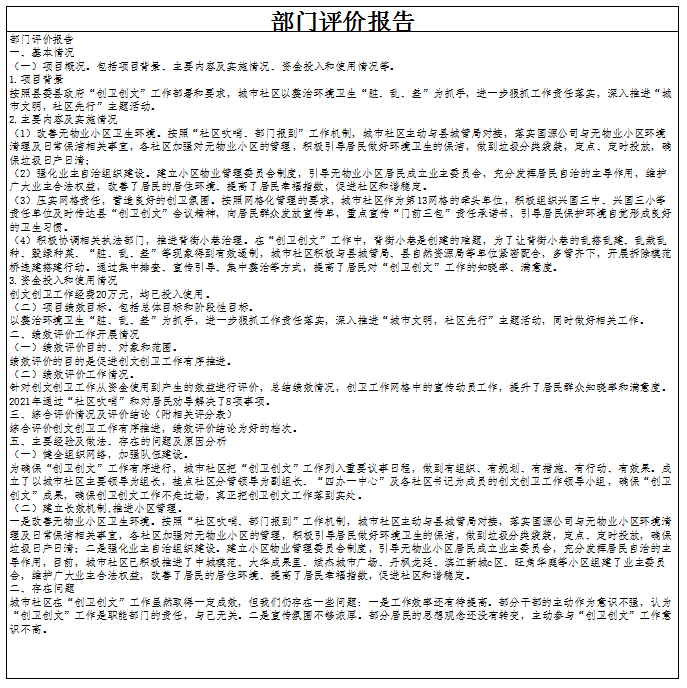 部门评价报告
部门评价报告
一、基本情况
（一）项目概况。包括项目背景、主要内容及实施情况、资金投入和使用情况等。
1.项目背景
按照县委县政府“创卫创文”工作部署和要求，城市社区以整治环境卫生“脏、乱、差”为抓手，进一步狠抓工作责任落实，深入推进“城
市文明，社区先行”主题活动。
2.主要内容及实施情况
（1）改善无物业小区卫生环境。按照“社区吹哨、部门报到”工作机制，城市社区主动与县城管局对接，落实国源公司与无物业小区环境
清理及日常保洁相关事宜，各社区加强对无物业小区的管理，积极引导居民做好环境卫生的保洁，做到垃圾分类袋装，定点、定时投放，确
保垃圾日产日清；
（2）强化业主自治组织建设。建立小区物业管理委员会制度，引导无物业小区居民成立业主委员会，充分发挥居民自治的主导作用，维护
广大业主合法权益，改善了居民的居住环境、提高了居民幸福指数，促进社区和谐稳定。
（3）压实网格责任，营造良好的创卫氛围。按照网格化管理的要求，城市社区作为第13网格的牵头单位，积极组织兴国三中、兴国三小等
责任单位及时传达县“创卫创文”会议精神，向居民群众发放宣传单，重点宣传“门前三包”责任承诺书，引导居民保护环境自觉形成良好
的卫生习惯。
（4）积极协调相关执法部门，推进背街小巷治理。在“创卫创文”工作中，背街小巷是创建的难题，为了让背街小巷的乱搭乱建、乱栽乱
种、毁绿种菜、“脏、乱、差”等现象得到有效遏制，城市社区积极与县城管局、县自然资源局等单位紧密配合，多管齐下，开展拆除模范
桥违建搭建行动。通过集中排查、宣传引导、集中整治等方式，提高了居民对“创卫创文”工作的知晓率、满意度。
3.资金投入和使用情况
创文创卫工作经费20万元，均已投入使用。
（二）项目绩效目标。包括总体目标和阶段性目标。
以整治环境卫生“脏、乱、差”为抓手，进一步狠抓工作责任落实，深入推进“城市文明，社区先行”主题活动，同时做好相关工作。
二、绩效评价工作开展情况
（一）绩效评价目的、对象和范围。
绩效评价的目的是促进创文创卫工作有序推进。
（二）绩效评价工作情况。
针对创文创卫工作从资金使用到产生的效益进行评价，总结绩效情况，创卫工作网格中的宣传动员工作，提升了居民群众知晓率和满意度。
2021年通过“社区吹哨”和对居民劝导解决了8项事项。
三、综合评价情况及评价结论（附相关评分表）
综合评价创文创卫工作有序推进，绩效评价结论为好的档次。
五、主要经验及做法、存在的问题及原因分析
（一）健全组织网络，加强队伍建设。
为确保“创卫创文”工作有序进行，城市社区把“创卫创文”工作列入重要议事日程，做到有组织、有规划、有措施、有行动、有效果。成
立了以城市社区主要领导为组长，挂点社区分管领导为副组长、“四办一中心”及各社区书记为成员的创文创卫工作领导小组，确保“创卫
创文”成果，确保创卫创文工作不走过场，真正把创卫创文工作落到实处。
（二）建立长效机制,推进小区管理。
一是改善无物业小区卫生环境。按照“社区吹哨、部门报到”工作机制，城市社区主动与县城管局对接，落实国源公司与无物业小区环境清
理及日常保洁相关事宜，各社区加强对无物业小区的管理，积极引导居民做好环境卫生的保洁，做到垃圾分类袋装，定点、定时投放，确保
垃圾日产日清；二是强化业主自治组织建设。建立小区物业管理委员会制度，引导无物业小区居民成立业主委员会，充分发挥居民自治的主
导作用，目前，城市社区已积极推进了中城模范、大华成果里、斌杰城市广场、丹枫龙廷、滨江新城C区、旺角华庭等小区组建了业主委员
会，维护广大业主合法权益，改善了居民的居住环境、提高了居民幸福指数，促进社区和谐稳定。
二、存在问题
城市社区在“创卫创文”工作虽然取得一定成效，但我们仍存在一些问题：一是工作效率还有待提高。部分干部的主动作为意识不强，认为
“创卫创文”工作是职能部门的责任，与己无关。二是宣传氛围不够浓厚。部分居民的思想观念还没有转变，主动参与“创卫创文”工作意
识不高。